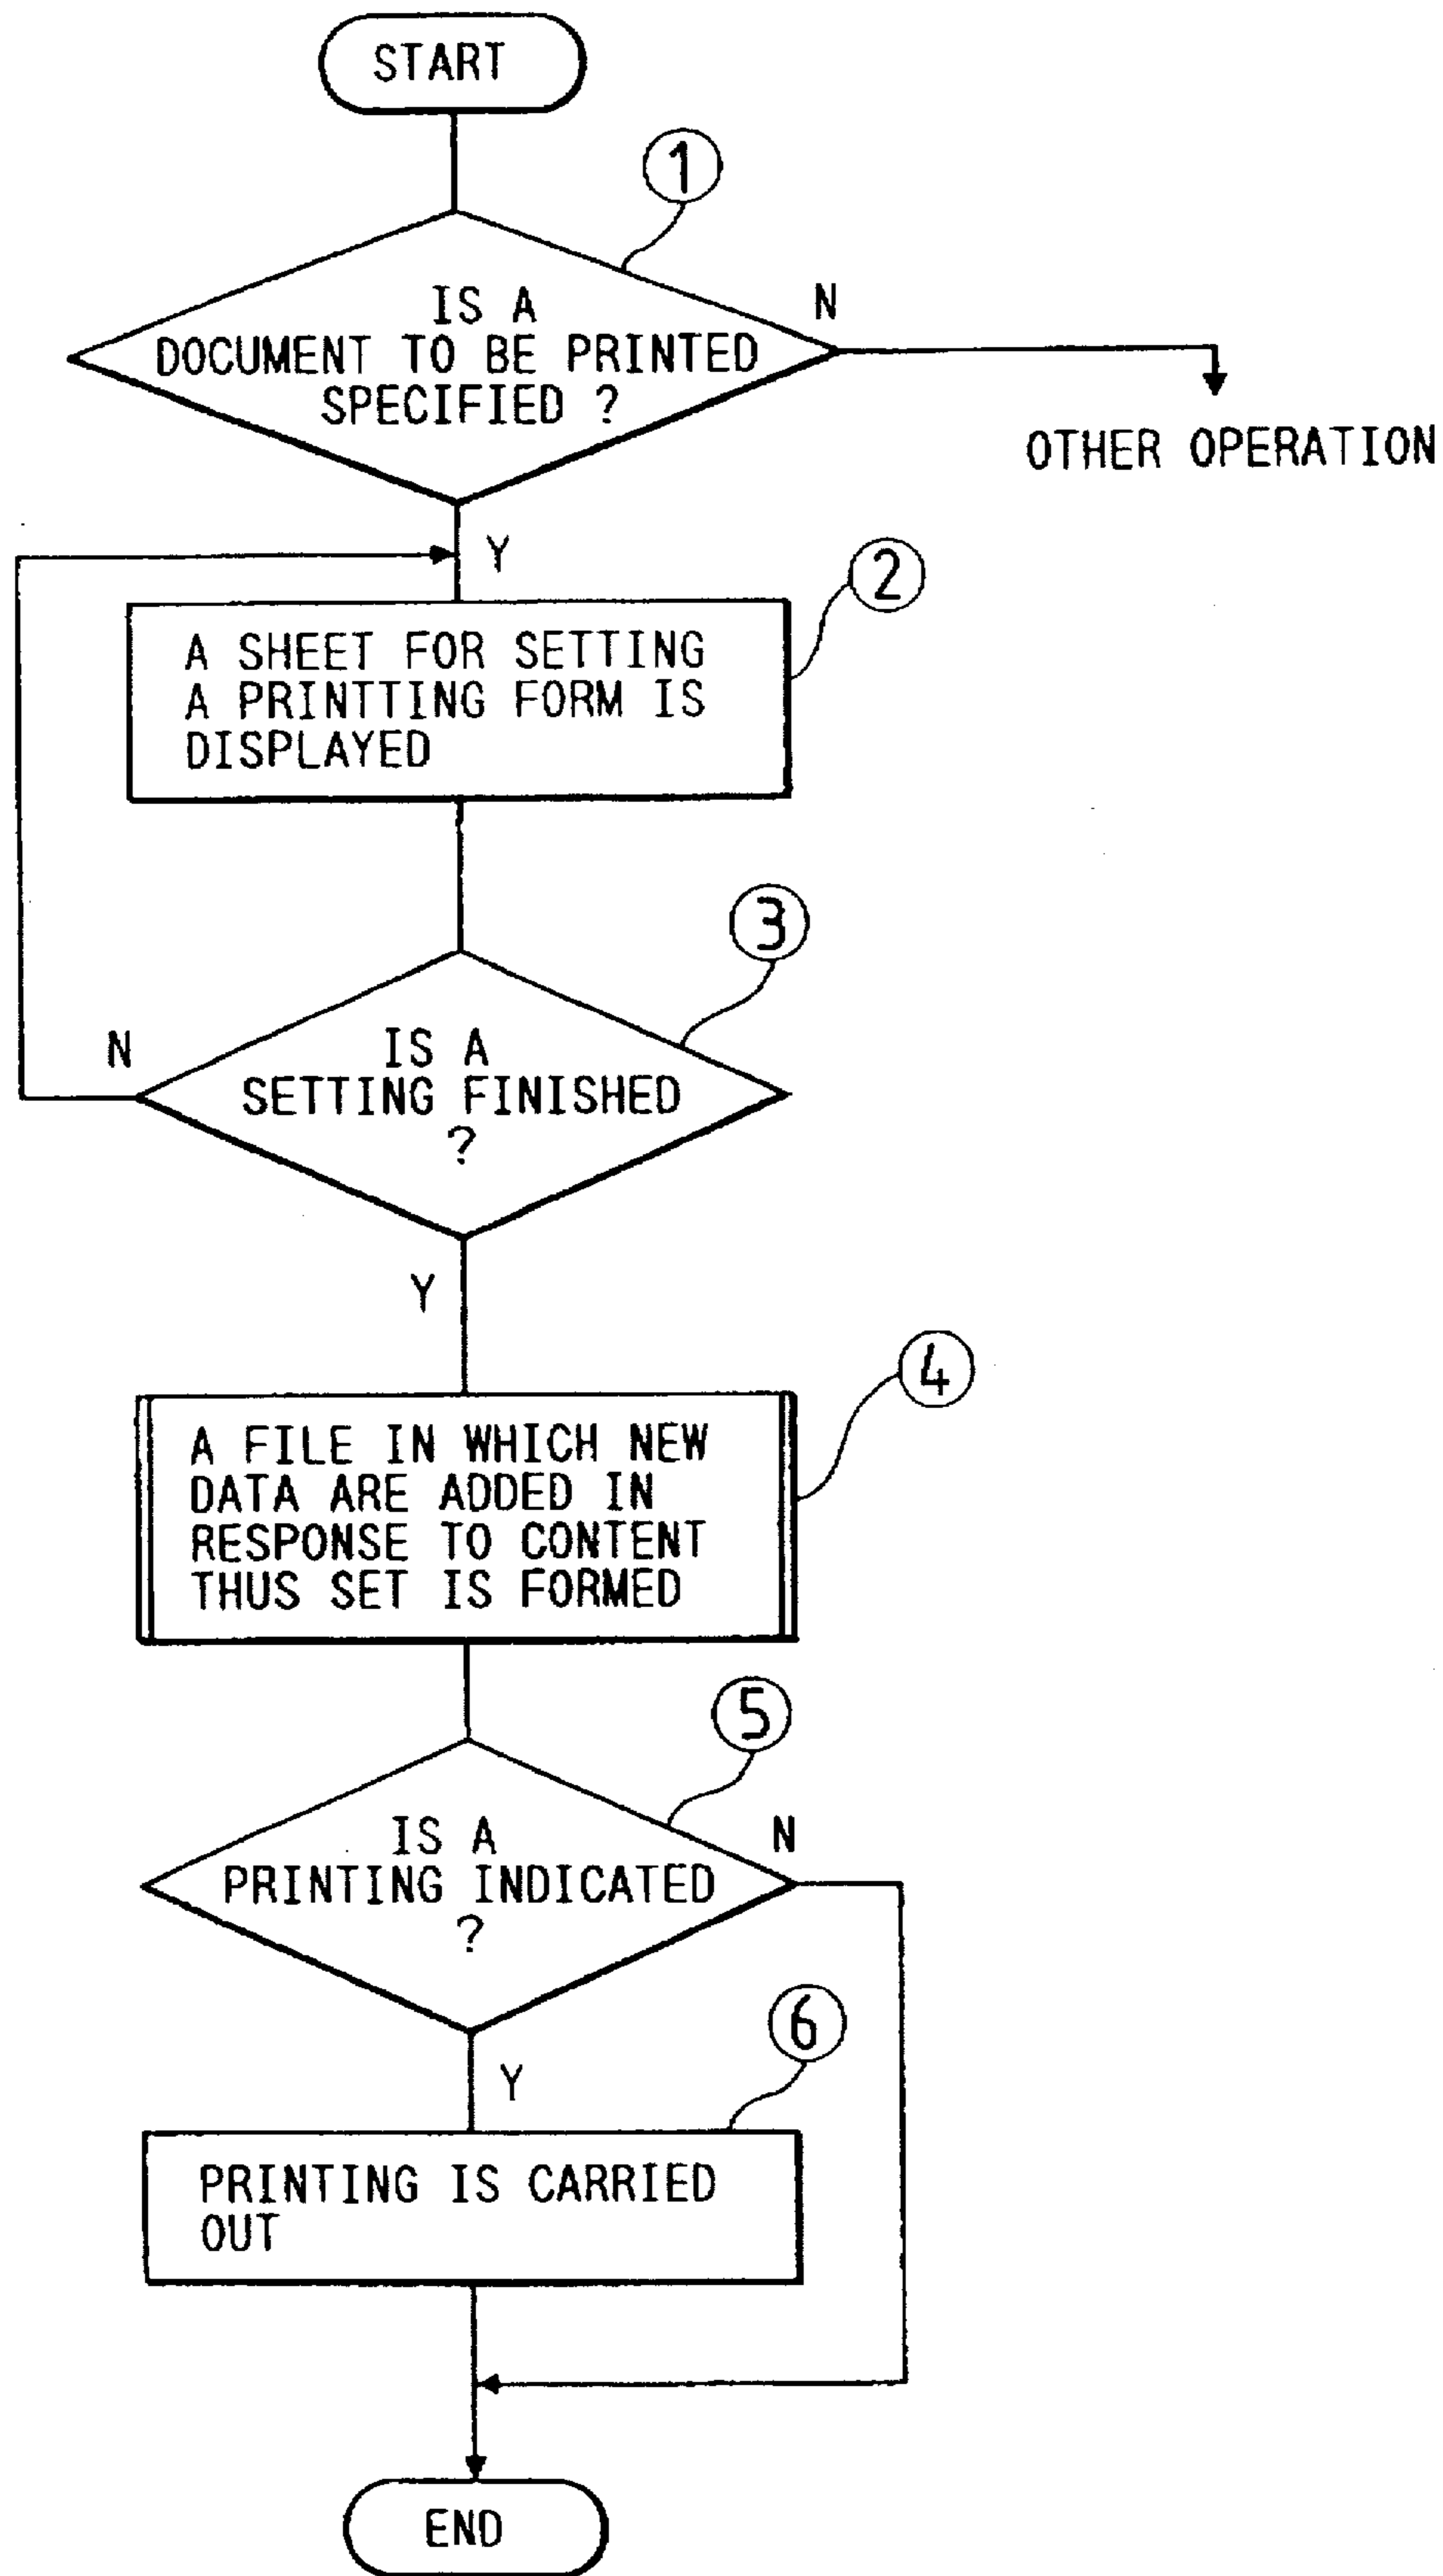 START
1
IS A
DOCUMENT TO BE PRINTED
SPECIFIED ?
N
OTHER OPERATION
Y
2
A SHEET FOR SETTING
A PRINTTING FORM IS
DISPLAYED
3
N
IS A
SETTING FINISHED
?
Y
4
A FILE IN WHICH NEW
DATA ARE ADDED IN
RESPONSE TO CONTENT
THUS SET IS FORMED
5
IS A
PRINTING INDICATED
?
N
6
Y
PRINTING IS CARRIED
OUT
END